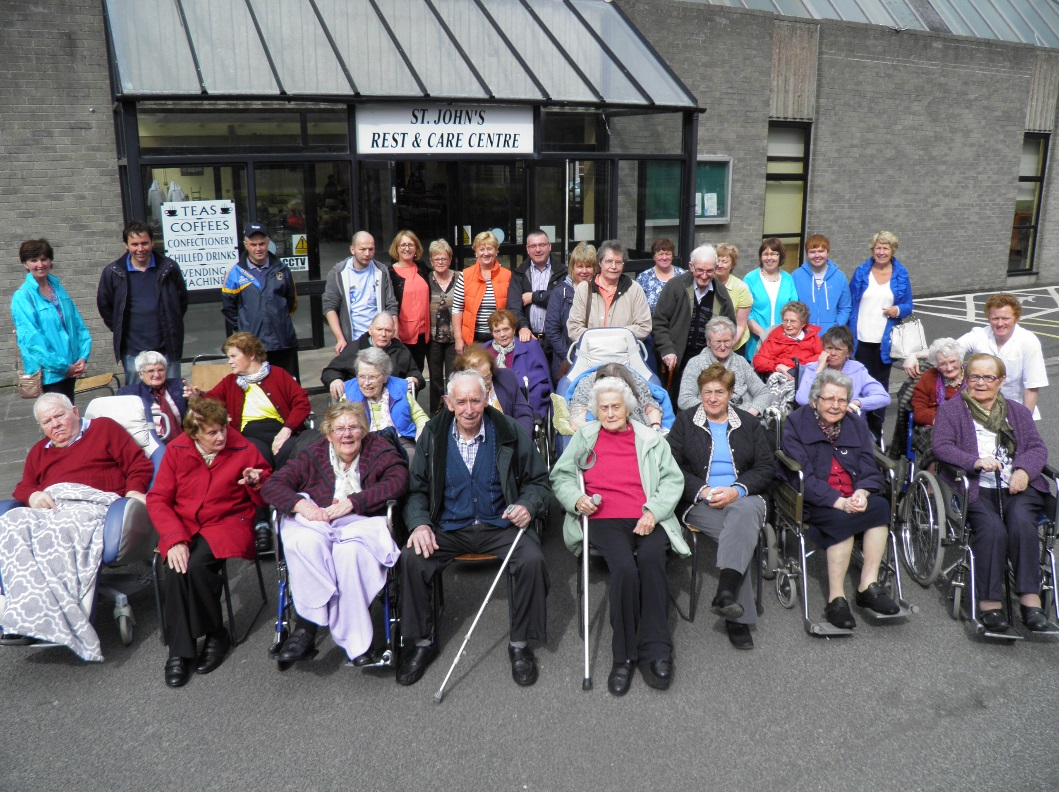 ST. JOHN'S
REST & CARE CENTRE
TEAS
COFFEES
CONFECTIONERY
CHILLED DRINKS
VENDING
MACHINE
CCTV